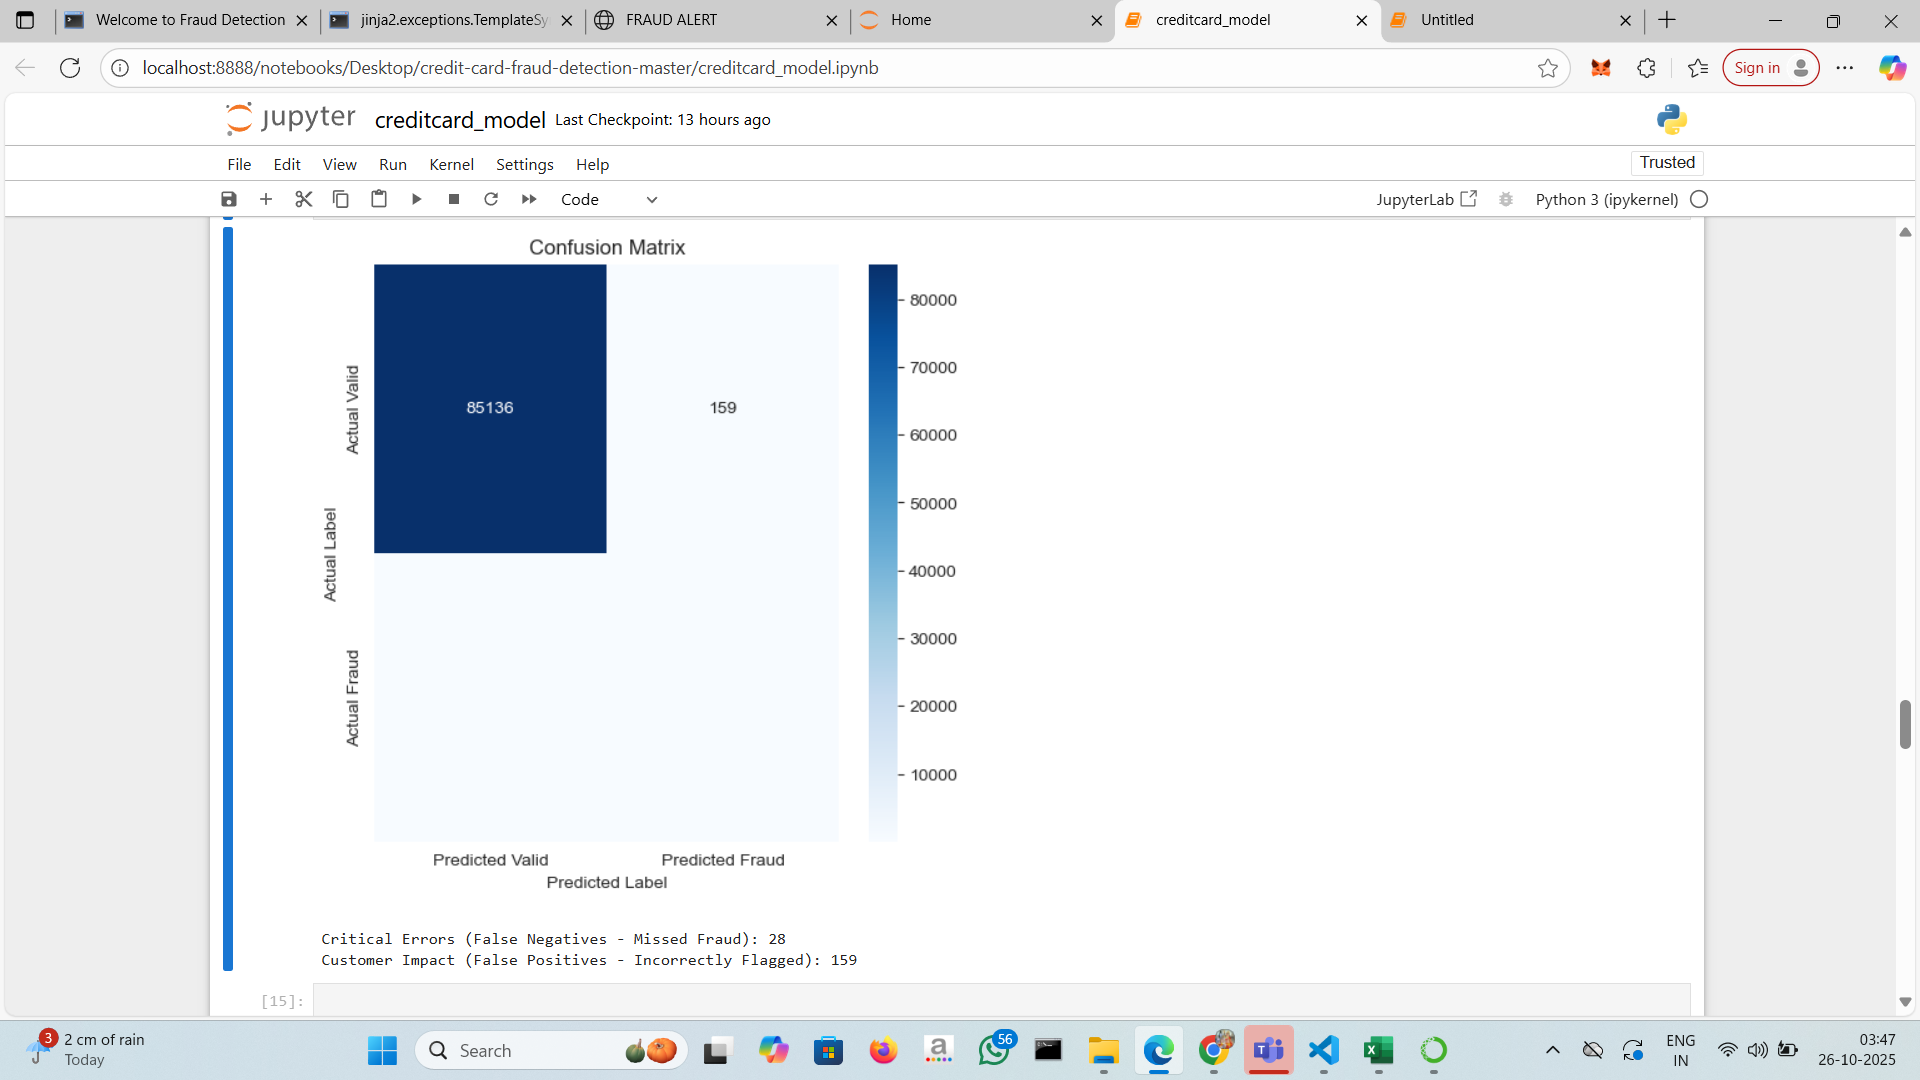 Welcome to Fraud Detection
jinja2.exceptions.TemplateSy
FRAUD ALERT
Home
creditcard_model
Untitled
localhost:8888/notebooks/Desktop/credit-card-fraud-detection-master/creditcard_model.ipynb
Sign in
jupyter creditcard_model Last Checkpoint: 13 hours ago
File Edit View Run Kernel Settings Help
Trusted
Code
JupyterLab
Python 3 (ipykernel)
Confusion Matrix
Actual Valid
Actual Fraud
Actual Label
85136
159
80000
70000
60000
50000
40000
30000
20000
10000
Predicted Valid
Predicted Fraud
Predicted Label
Critical Errors (False Negatives - Missed Fraud): 28
Customer Impact (False Positives - Incorrectly Flagged): 159
[15]:
3
2 cm of rain
Today
Search
a
56
T
X
ENG
IN
03:47
26-10-2025